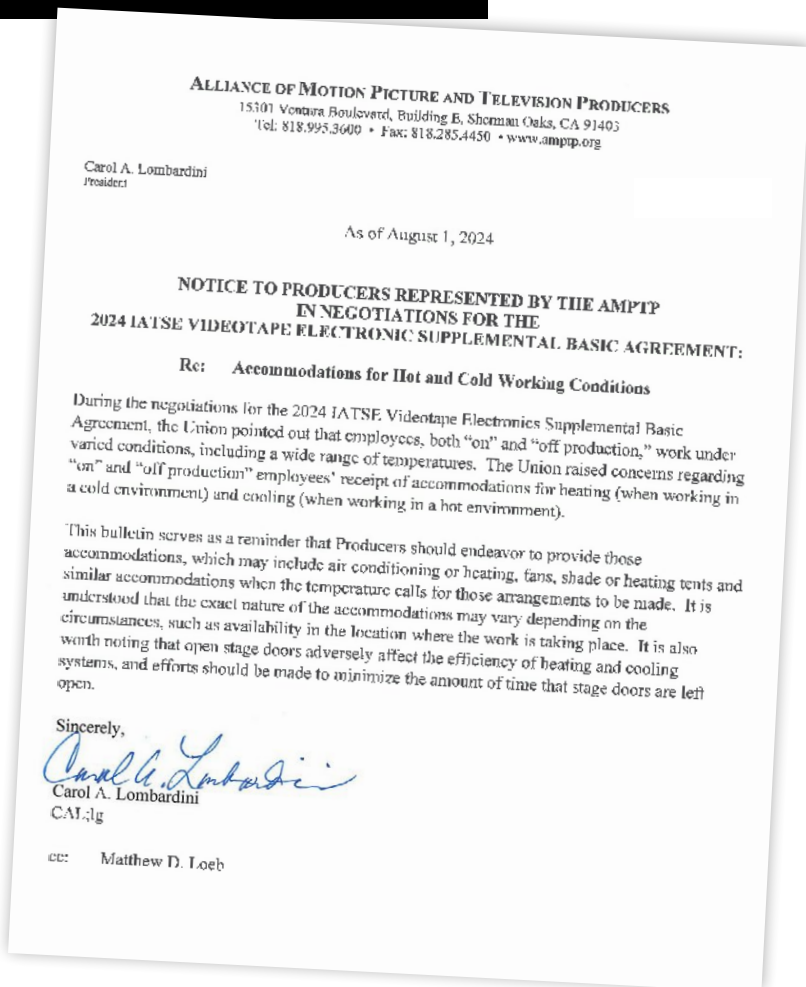 ALLIANCE OF MOTION PICTURE AND TELEVISION PRODUCERS
15301 Ventura Boulevard, Building E, Sherman Oaks, CA 91403
Tel: 818.995.3600 • Fax: 818.285.4450 • www.amptp.org
Carol A. Lombardini
President
As of August 1, 2024
NOTICE TO PRODUCERS REPRESENTED BY THE AMPTP
IN NEGOTIATIONS FOR THE
2024 IATSE VIDEOTAPE ELECTRONIC SUPPLEMENTAL BASIC AGREEMENT:
Re: Accommodations for Hot and Cold Working Conditions
During the negotiations for the 2024 IATSE Videotape Electronics Supplemental Basic
Agreement, the Union pointed out that employees, both “on” and “off production,” work under
varied conditions, including a wide range of temperatures. The Union raised concerns regarding
“on” and “off production” employees’ receipt of accommodations for heating (when working in
a cold environment) and cooling (when working in a hot environment).
This bulletin serves as a reminder that Producers should endeavor to provide those
accommodations, which may include air conditioning or heating, fans, shade or heating tents and
similar accommodations when the temperature calls for those arrangements to be made. It is
understood that the exact nature of the accommodations may vary depending on the
circumstances, such as availability in the location where the work is taking place. It is also
worth noting that open stage doors adversely affect the efficiency of heating and cooling
systems, and efforts should be made to minimize the amount of time that stage doors are left
open.
Sincerely,
Carol A. Lombardini
Carol A. Lombardini
CAL;lg
cc: Matthew D. Loeb